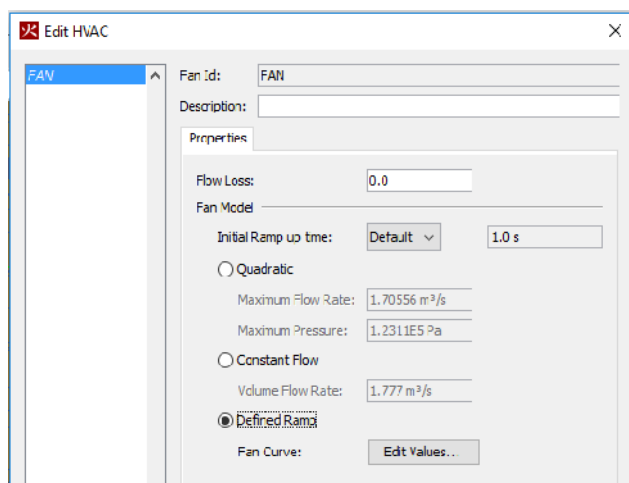 火 Edit HVAC
FAN
Fan Id: FAN
Description:
Properties
Flow Loss: 0.0
Fan Model
Initial Ramp up time: Default 1.0 s
Quadratic
Maximum Flow Rate: 1.70556 m³/s
Maximum Pressure: 1.2311E5 Pa
Constant Flow
Volume Flow Rate: 1.777 m³/s
Defined Ramp
Fan Curve: Edit Values...